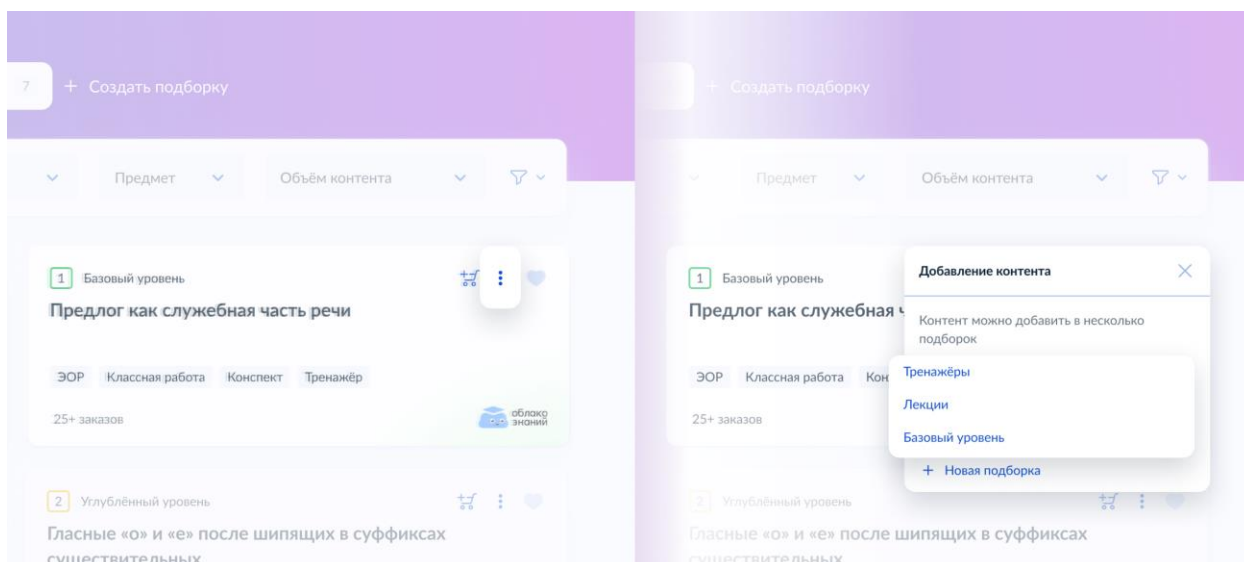 7
+ Создать подборку
Предмет
Объём контента
1 Базовый уровень
Предлог как служебная часть речи
ЭОР Классная работа Конспект Тренажёр
25+ заказов
облако
знаний
2 Углублённый уровень
Гласные «о» и «е» после шипящих в суффиксах
существительных
+ Создать подборку
Предмет
Объём контента
1 Базовый уровень
Предлог как служебная ч
ЭОР Классная работа Кон
25+ заказов
Добавление контента
Контент можно добавить в несколько
подборок
Тренажёры
Лекции
Базовый уровень
+ Новая подборка
2 Углублённый уровень
Гласные «о» и «е» после шипящих в суффиксах
существительных